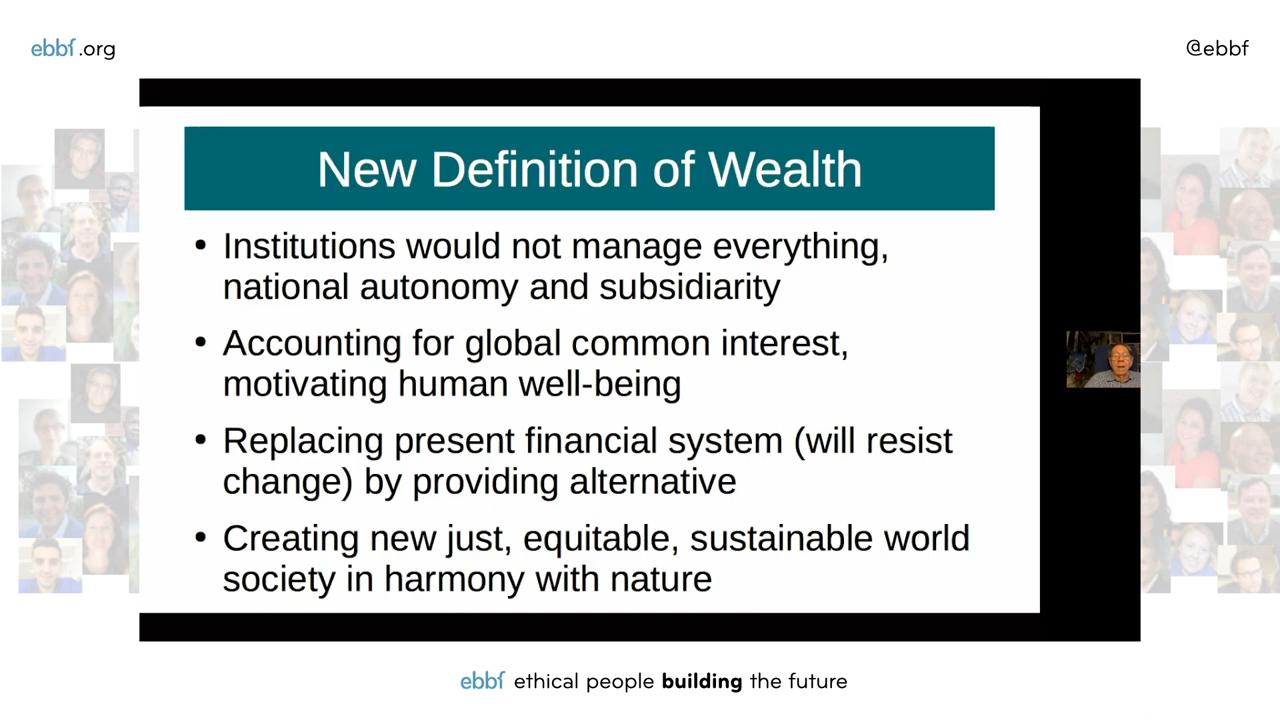 ebbf.org
@ebbf
New Definition of Wealth
• Institutions would not manage everything,
national autonomy and subsidiarity
• Accounting for global common interest,
motivating human well-being
• Replacing present financial system (will resist
change) by providing alternative
• Creating new just, equitable, sustainable world
society in harmony with nature
ebbf ethical people building the future